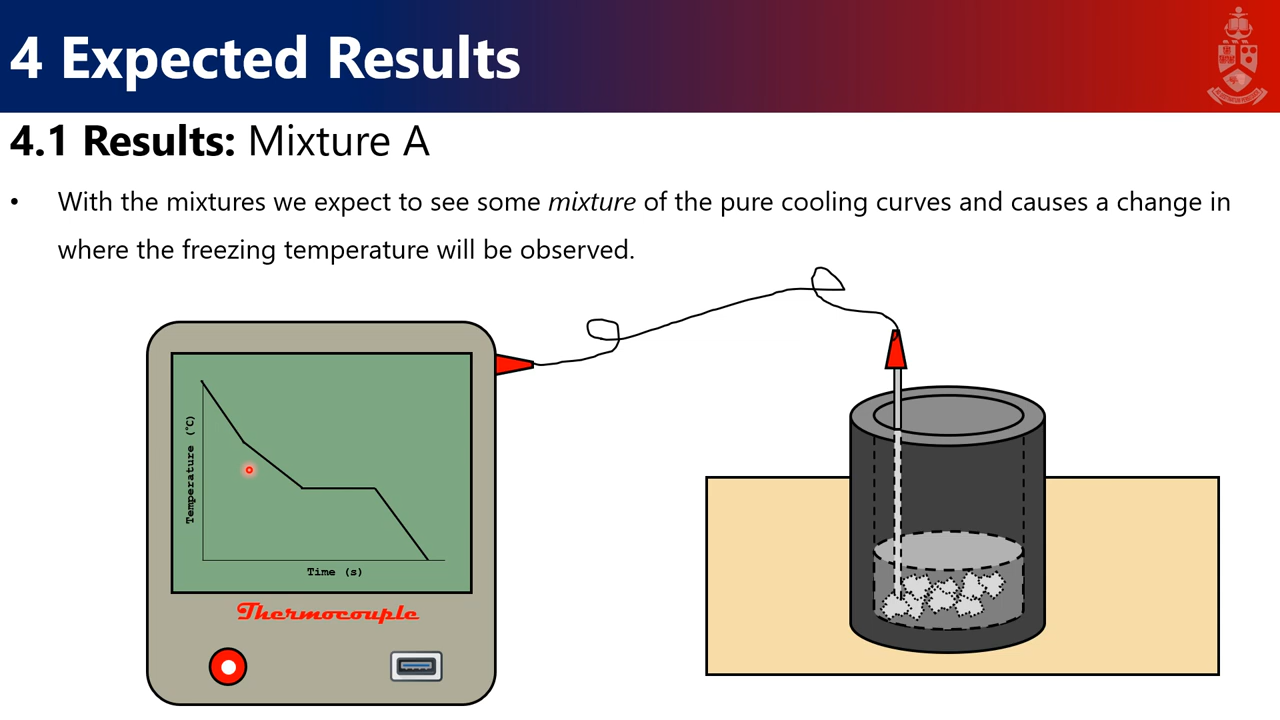 4 Expected Results
4.1 Results: Mixture A
• With the mixtures we expect to see some mixture of the pure cooling curves and causes a change in
where the freezing temperature will be observed.
Temperature (°C)
Time (s)
Thermocouple